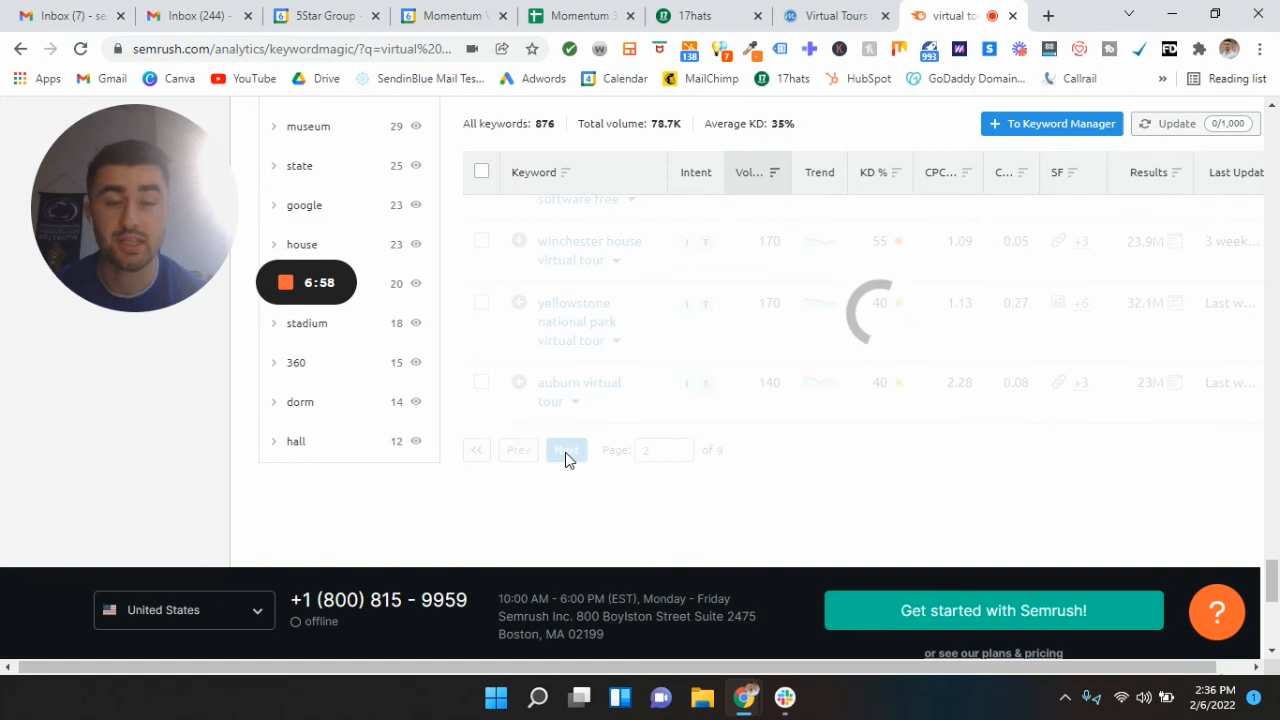 Inbox (7) - se
Inbox (244) -
5Star Group -
Momentum V
Momentum 3
17hats
Virtual Tours
virtual to
semrush.com/analytics/keywordmagic/?q=virtual%20...
138
7
993
Apps
Gmail
Canva
YouTube
Drive
SendinBlue Mail Tes...
Adwords
Calendar
MailChimp
17hats
HubSpot
GoDaddy Domain...
Callrail
»
Reading list
museum 29
state 25
google 23
house 23
20
stadium 18
360 15
dorm 14
hall 12
6:58
All keywords: 876
Total volume: 78.7K
Average KD: 35%
+ To Keyword Manager
Update 0/1,000
Keyword Intent Vol... Trend KD % CPC... C... SF Results Last Updat
software free
winchester house I T 170 55 1.09 0.05 +3 23.9M 3 week...
virtual tour
yellowstone I T 170 40 1.13 0.27 +6 32.1M Last w...
national park
virtual tour
auburn virtual I T 140 40 2.28 0.08 +3 23M Last w...
tour
<< Prev Next Page: 2 of 9
United States
+1 (800) 815 - 9959
offline
10:00 AM - 6:00 PM (EST), Monday - Friday
Semrush Inc. 800 Boylston Street Suite 2475
Boston, MA 02199
Get started with Semrush!
or see our plans & pricing
?
2:36 PM
2/6/2022
1